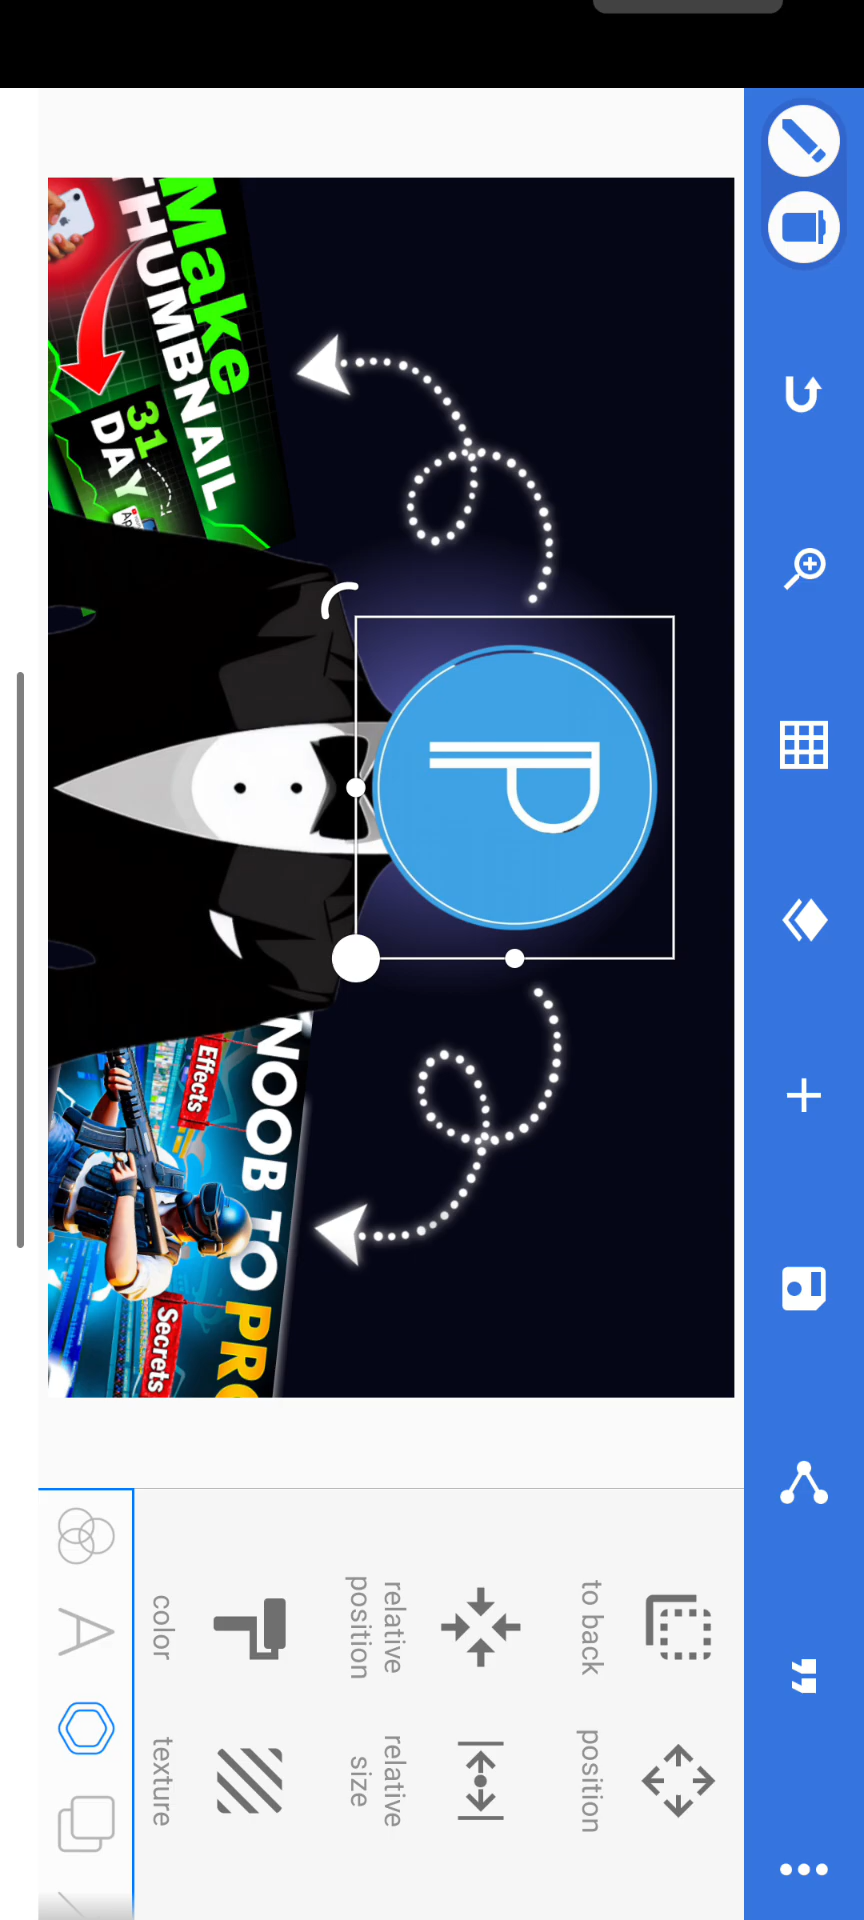 Make
THUMBNAIL
31
DAY
P
NOOB TO PRO
Effects
Secrets
to back
position
relative
position
relative
size
color
texture